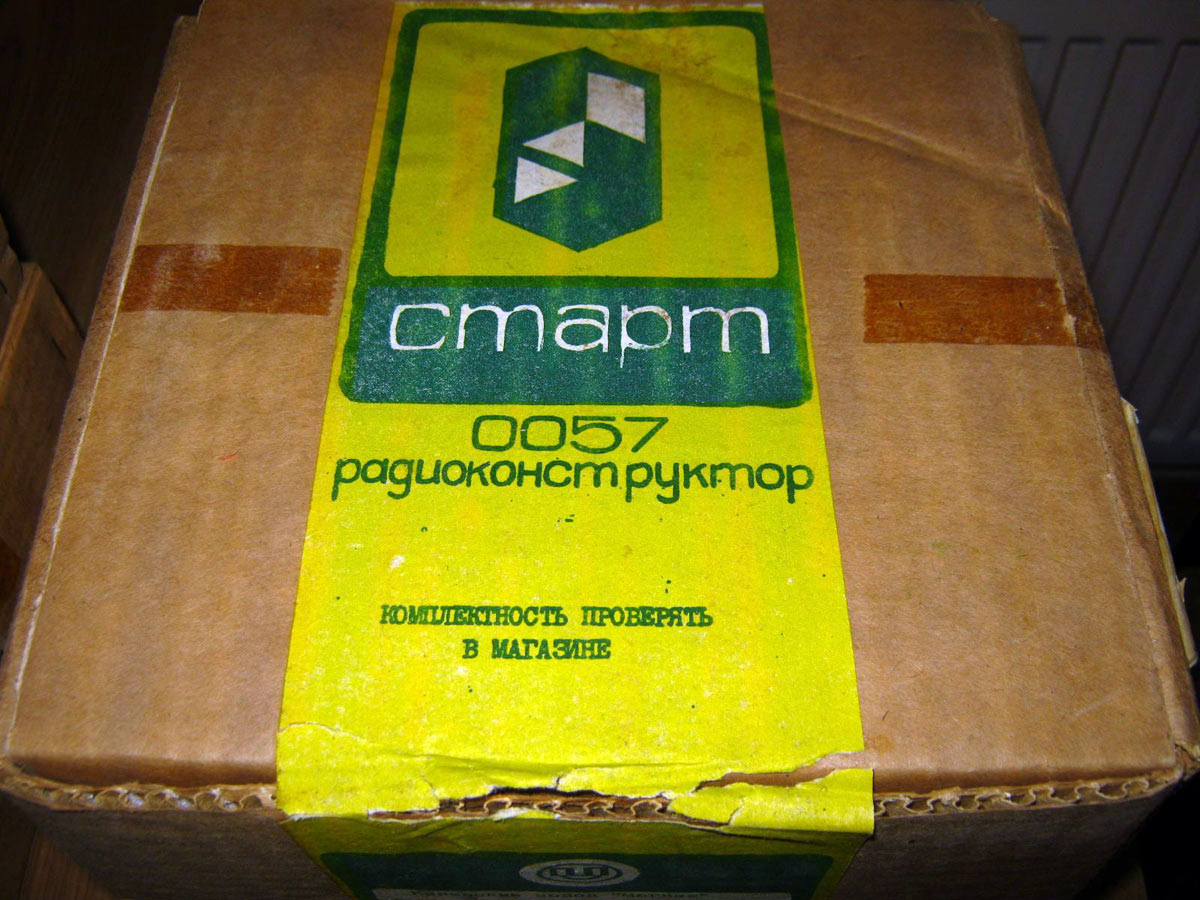 старт
0057
радиоконструктор
КОМПЛЕКТНОСТЬ ПРОВЕРЯТЬ
В МАГАЗИНЕ